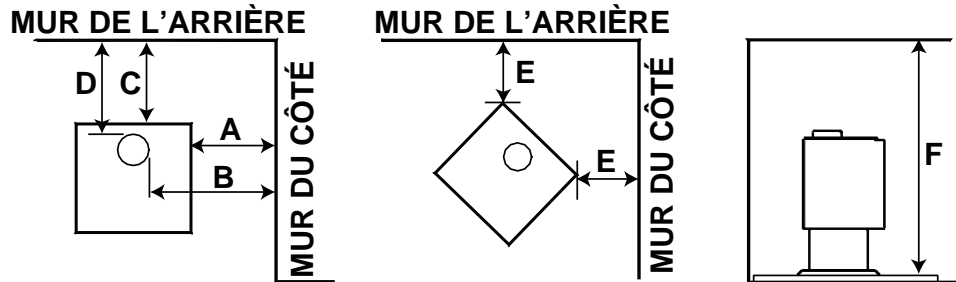 MUR DE L’ARRIÈRE
D
C
A
B
MUR DU CÔTÉ
MUR DE L’ARRIÈRE
E
E
MUR DU CÔTÉ
F